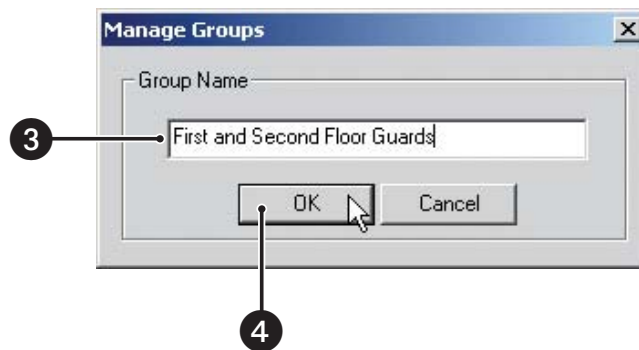 Manage Groups
Group Name
3
First and Second Floor Guards
OK
Cancel
4